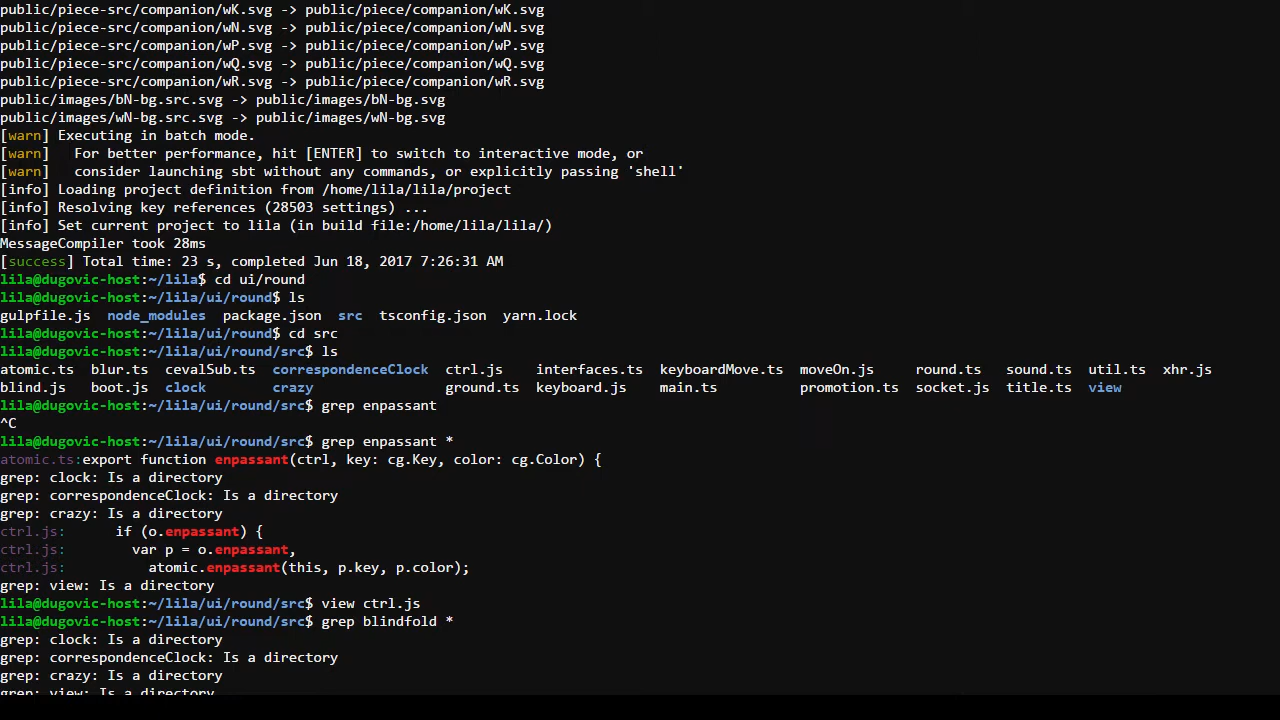 public/piece-src/companion/wK.svg -> public/piece/companion/wK.svg
public/piece-src/companion/wN.svg -> public/piece/companion/wN.svg
public/piece-src/companion/wP.svg -> public/piece/companion/wP.svg
public/piece-src/companion/wQ.svg -> public/piece/companion/wQ.svg
public/piece-src/companion/wR.svg -> public/piece/companion/wR.svg
public/images/bN-bg.src.svg -> public/images/bN-bg.svg
public/images/wN-bg.src.svg -> public/images/wN-bg.svg
[warn] Executing in batch mode.
[warn]   For better performance, hit [ENTER] to switch to interactive mode, or
[warn]   consider launching sbt without any commands, or explicitly passing 'shell'
[info] Loading project definition from /home/lila/lila/project
[info] Resolving key references (28503 settings) ...
[info] Set current project to lila (in build file:/home/lila/lila/)
MessageCompiler took 28ms
[success] Total time: 23 s, completed Jun 18, 2017 7:26:31 AM
lila@dugovic-host:~/lila$ cd ui/round
lila@dugovic-host:~/lila/ui/round$ ls
gulpfile.js  node_modules  package.json  src  tsconfig.json  yarn.lock
lila@dugovic-host:~/lila/ui/round$ cd src
lila@dugovic-host:~/lila/ui/round/src$ ls
atomic.ts  blur.ts  cevalSub.ts  correspondenceClock  ctrl.js    interfaces.ts  keyboardMove.ts  moveOn.js     round.ts   sound.ts  util.ts  xhr.js
blind.js   boot.js  clock        crazy                ground.ts  keyboard.js    main.ts          promotion.ts  socket.js  title.ts  view
lila@dugovic-host:~/lila/ui/round/src$ grep enpassant
^C
lila@dugovic-host:~/lila/ui/round/src$ grep enpassant *
atomic.ts:export function enpassant(ctrl, key: cg.Key, color: cg.Color) {
grep: clock: Is a directory
grep: correspondenceClock: Is a directory
grep: crazy: Is a directory
ctrl.js:      if (o.enpassant) {
ctrl.js:        var p = o.enpassant,
ctrl.js:          atomic.enpassant(this, p.key, p.color);
grep: view: Is a directory
lila@dugovic-host:~/lila/ui/round/src$ view ctrl.js
lila@dugovic-host:~/lila/ui/round/src$ grep blindfold *
grep: clock: Is a directory
grep: correspondenceClock: Is a directory
grep: crazy: Is a directory
grep: view: Is a directory